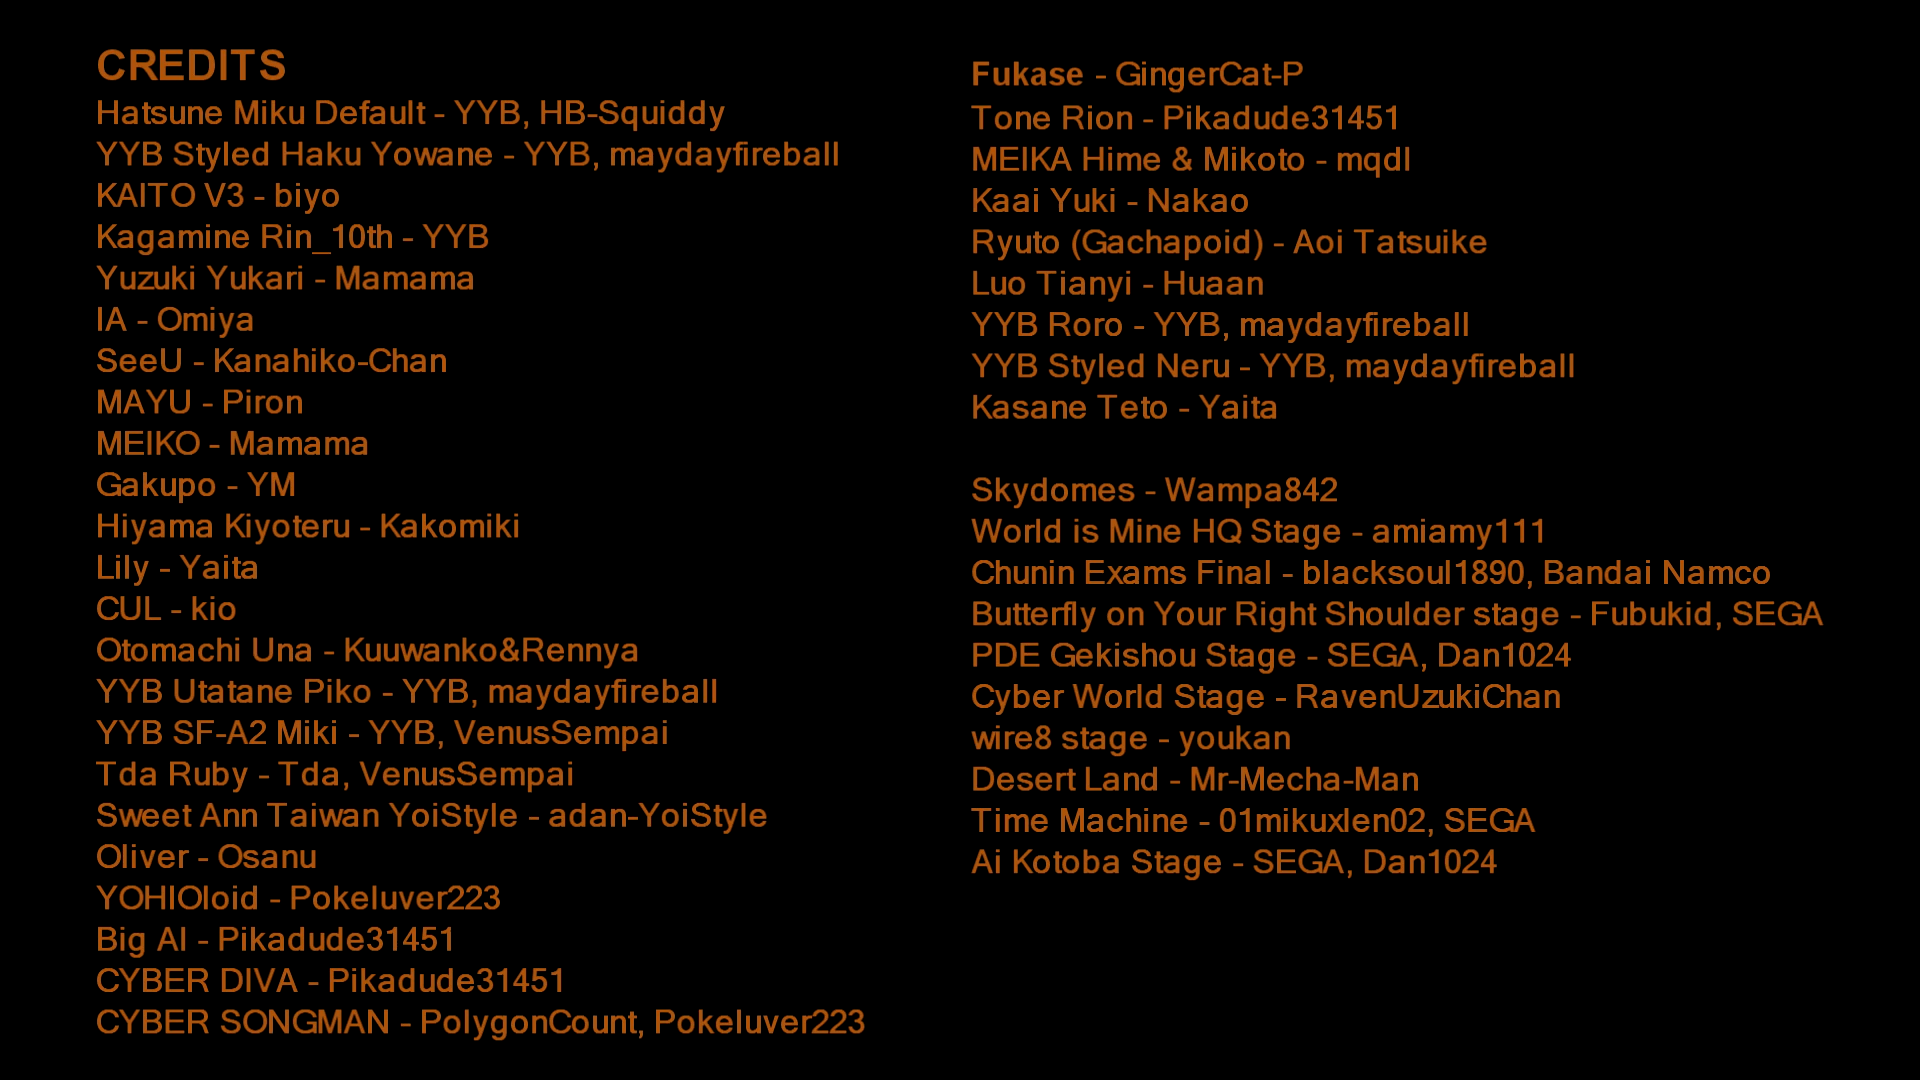 CREDITS
Hatsune Miku Default - YYB, HB-Squiddy
YYB Styled Haku Yowane - YYB, maydayfireball
KAITO V3 - biyo
Kagamine Rin_10th - YYB
Yuzuki Yukari - Mamama
IA - Omiya
SeeU - Kanahiko-Chan
MAYU - Piron
MEIKO - Mamama
Gakupo - YM
Hiyama Kiyoteru - Kakomiki
Lily - Yaita
CUL - kio
Otomachi Una - Kuuwanko&Rennya
YYB Utatane Piko - YYB, maydayfireball
YYB SF-A2 Miki - YYB, VenusSempai
Tda Ruby - Tda, VenusSempai
Sweet Ann Taiwan YoiStyle - adan-YoiStyle
Oliver - Osanu
YOHIOloid - Pokeluver223
Big Al - Pikadude31451
CYBER DIVA - Pikadude31451
CYBER SONGMAN - PolygonCount, Pokeluver223
Fukase - GingerCat-P
Tone Rion - Pikadude31451
MEIKA Hime & Mikoto - mqdl
Kaai Yuki - Nakao
Ryuto (Gachapoid) - Aoi Tatsuike
Luo Tianyi - Huaan
YYB Roro - YYB, maydayfireball
YYB Styled Neru - YYB, maydayfireball
Kasane Teto - Yaita
Skydomes - Wampa842
World is Mine HQ Stage - amiamy111
Chunin Exams Final - blacksoul1890, Bandai Namco
Butterfly on Your Right Shoulder stage - Fubukid, SEGA
PDE Gekishou Stage - SEGA, Dan1024
Cyber World Stage - RavenUzukiChan
wire8 stage - youkan
Desert Land - Mr-Mecha-Man
Time Machine - 01mikuxlen02, SEGA
Ai Kotoba Stage - SEGA, Dan1024